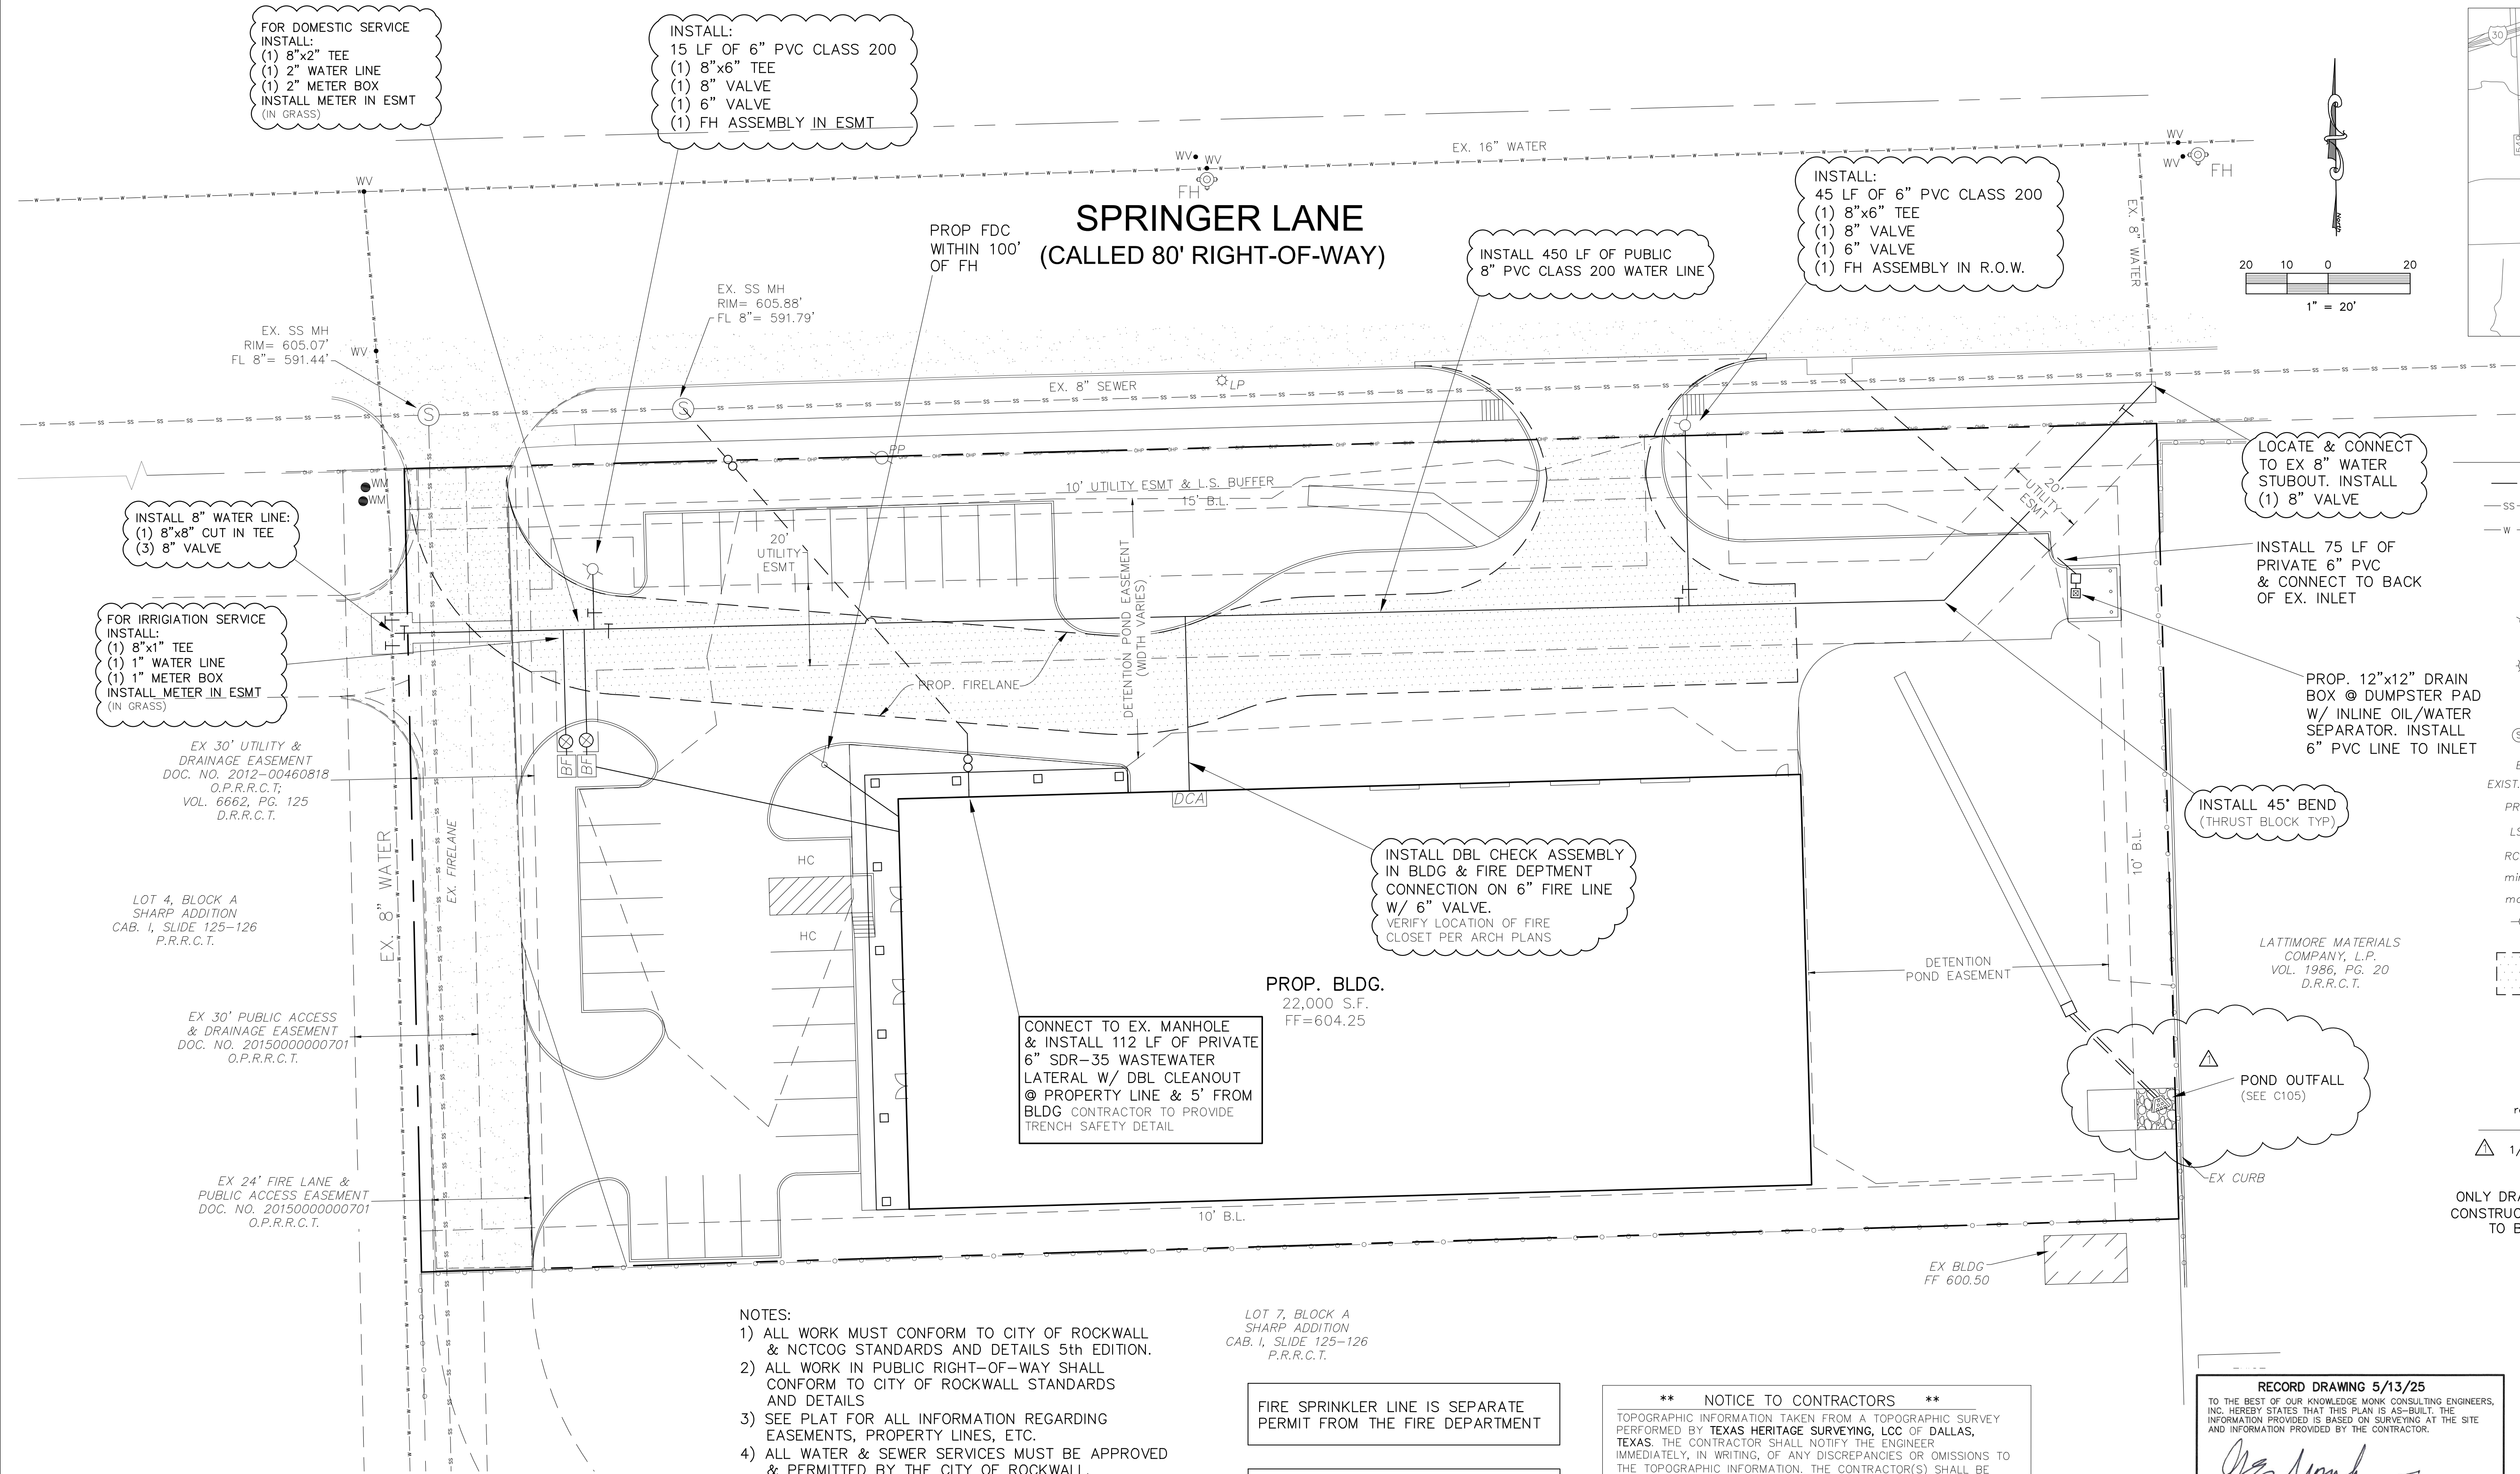 FOR DOMESTIC SERVICE
INSTALL:
(1) 8"x2" TEE
(1) 2" WATER LINE
(1) 2" METER BOX
INSTALL METER IN ESMT
(IN GRASS)
INSTALL:
15 LF OF 6" PVC CLASS 200
(1) 8"x6" TEE
(1) 8" VALVE
(1) 6" VALVE
(1) FH ASSEMBLY IN ESMT
30
WV
WV
WV
FH
EX. 16" WATER
WV
WV
FH
SPRINGER LANE
(CALLED 80' RIGHT-OF-WAY)
PROP FDC
WITHIN 100'
OF FH
INSTALL 450 LF OF PUBLIC
8" PVC CLASS 200 WATER LINE
INSTALL:
45 LF OF 6" PVC CLASS 200
(1) 8"x6" TEE
(1) 8" VALVE
(1) 6" VALVE
(1) FH ASSEMBLY IN R.O.W.
EX. 8" WATER
20 10 0 20
1" = 20'
EX. SS MH
RIM= 605.88'
FL 8"= 591.79'
EX. SS MH
RIM= 605.07'
FL 8"= 591.44'
WV
S
S
EX. 8" SEWER
LP
PP
WM
WM
10' UTILITY ESMT & L.S. BUFFER
15' B.L.
20'
UTILITY
ESMT
20'
UTILITY
ESMT
LOCATE & CONNECT
TO EX 8" WATER
STUBOUT. INSTALL
(1) 8" VALVE
SS
W
INSTALL 8" WATER LINE:
(1) 8"x8" CUT IN TEE
(3) 8" VALVE
INSTALL 75 LF OF
PRIVATE 6" PVC
& CONNECT TO BACK
OF EX. INLET
FOR IRRIGIATION SERVICE
INSTALL:
(1) 8"x1" TEE
(1) 1" WATER LINE
(1) 1" METER BOX
INSTALL METER IN ESMT
(IN GRASS)
DETENTION POND EASEMENT
(WIDTH VARIES)
PROP. FIRELANE
PROP. 12"x12" DRAIN
BOX @ DUMPSTER PAD
W/ INLINE OIL/WATER
SEPARATOR. INSTALL
6" PVC LINE TO INLET
EX 30' UTILITY &
DRAINAGE EASEMENT
DOC. NO. 2012-00460818
O.P.R.R.C.T;
VOL. 6662, PG. 125
D.R.R.C.T.
BF
BF
DCA
EXIST.
INSTALL 45° BEND
(THRUST BLOCK TYP)
EX. 8" WATER
EX. FIRELANE
HC
HC
INSTALL DBL CHECK ASSEMBLY
IN BLDG & FIRE DEPTMENT
CONNECTION ON 6" FIRE LINE
W/ 6" VALVE.
VERIFY LOCATION OF FIRE
CLOSET PER ARCH PLANS
10' B.L.
LOT 4, BLOCK A
SHARP ADDITION
CAB. I, SLIDE 125-126
P.R.R.C.T.
LATTIMORE MATERIALS
COMPANY, L.P.
VOL. 1986, PG. 20
D.R.R.C.T.
DETENTION
POND EASEMENT
PROP. BLDG.
22,000 S.F.
FF=604.25
EX 30' PUBLIC ACCESS
& DRAINAGE EASEMENT
DOC. NO. 20150000000701
O.P.R.R.C.T.
CONNECT TO EX. MANHOLE
& INSTALL 112 LF OF PRIVATE
6" SDR-35 WASTEWATER
LATERAL W/ DBL CLEANOUT
@ PROPERTY LINE & 5' FROM
BLDG CONTRACTOR TO PROVIDE
TRENCH SAFETY DETAIL
1
POND OUTFALL
(SEE C105)
1 1/
EX CURB
EX 24' FIRE LANE &
PUBLIC ACCESS EASEMENT
DOC. NO. 20150000000701
O.P.R.R.C.T.
10' B.L.
ONLY DRA
CONSTRUC
TO B
EX BLDG
FF 600.50
NOTES:
1) ALL WORK MUST CONFORM TO CITY OF ROCKWALL
& NCTCOG STANDARDS AND DETAILS 5th EDITION.
2) ALL WORK IN PUBLIC RIGHT-OF-WAY SHALL
CONFORM TO CITY OF ROCKWALL STANDARDS
AND DETAILS
3) SEE PLAT FOR ALL INFORMATION REGARDING
EASEMENTS, PROPERTY LINES, ETC.
4) ALL WATER & SEWER SERVICES MUST BE APPROVED
& PERMITTED BY THE CITY OF ROCKWALL.
LOT 7, BLOCK A
SHARP ADDITION
CAB. I, SLIDE 125-126
P.R.R.C.T.
FIRE SPRINKLER LINE IS SEPARATE
PERMIT FROM THE FIRE DEPARTMENT
** NOTICE TO CONTRACTORS **
TOPOGRAPHIC INFORMATION TAKEN FROM A TOPOGRAPHIC SURVEY
PERFORMED BY TEXAS HERITAGE SURVEYING, LCC OF DALLAS,
TEXAS. THE CONTRACTOR SHALL NOTIFY THE ENGINEER
IMMEDIATELY, IN WRITING, OF ANY DISCREPANCIES OR OMISSIONS TO
THE TOPOGRAPHIC INFORMATION. THE CONTRACTOR(S) SHALL BE
RECORD DRAWING 5/13/25
TO THE BEST OF OUR KNOWLEDGE MONK CONSULTING ENGINEERS,
INC. HEREBY STATES THAT THIS PLAN IS AS-BUILT. THE
INFORMATION PROVIDED IS BASED ON SURVEYING AT THE SITE
AND INFORMATION PROVIDED BY THE CONTRACTOR.